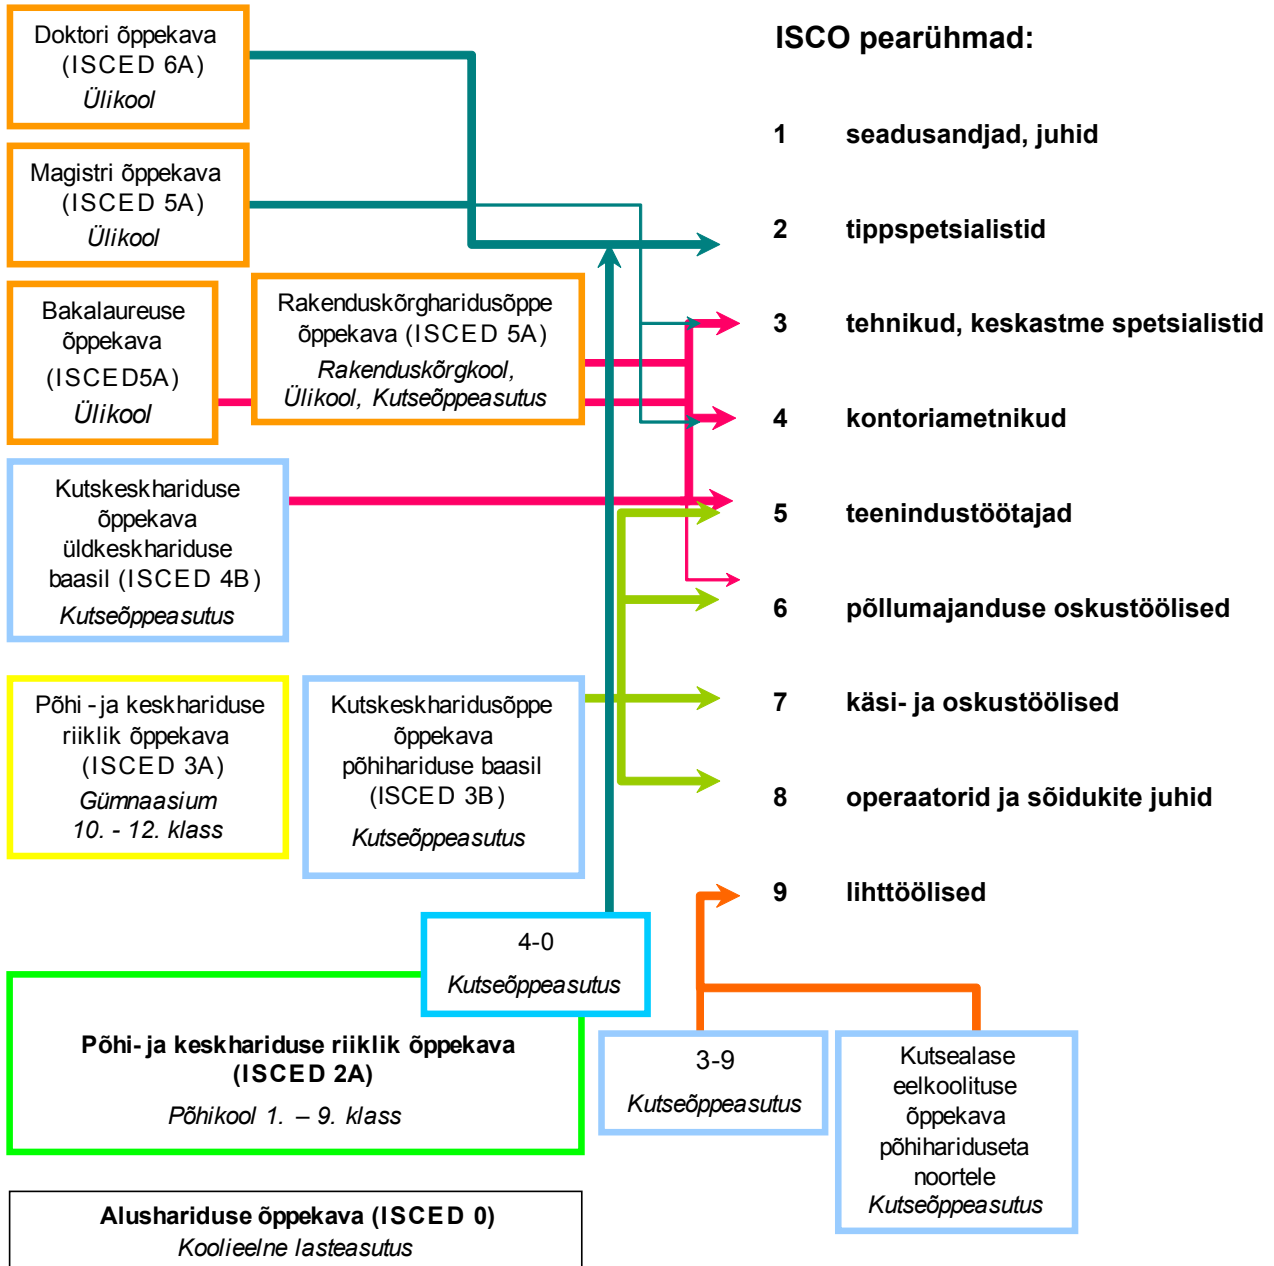 Doktori õppekava
(ISCED 6A)
Ülikool
Magistri õppekava
(ISCED 5A)
Ülikool
Bakalaureuse
õppekava
(ISCED5A)
Ülikool
Rakenduskõrgharidusõppe
õppekava (ISCED 5A)
Rakenduskõrgkool,
Ülikool, Kutseõppeasutus
Kutskeskhariduse
õppekava
üldkeskhariduse
baasil (ISCED 4B)
Kutseõppeasutus
Põhi - ja keskhariduse
riiklik õppekava
(ISCED 3A)
Gümnaasium
10. - 12. klass
Kutskeskharidusõppe
õppekava
põhihariduse baasil
(ISCED 3B)
Kutseõppeasutus
4-0
Kutseõppeasutus
Põhi- ja keskhariduse riiklik õppekava
(ISCED 2A)
Põhikool 1. – 9. klass
3-9
Kutseõppeasutus
Kutsealase
eelkoolituse
õppekava
põhihariduseta
noortele
Kutseõppeasutus
Alushariduse õppekava (ISCED 0)
Koolieelne lasteasutus
ISCO pearühmad:
1 seadusandjad, juhid
2 tippspetsialistid
3 tehnikud, keskastme spetsialistid
4 kontoriametnikud
5 teenindustöötajad
6 põllumajanduse oskustöölised
7 käsi- ja oskustöölised
8 operaatorid ja sõidukite juhid
9 lihttöölised